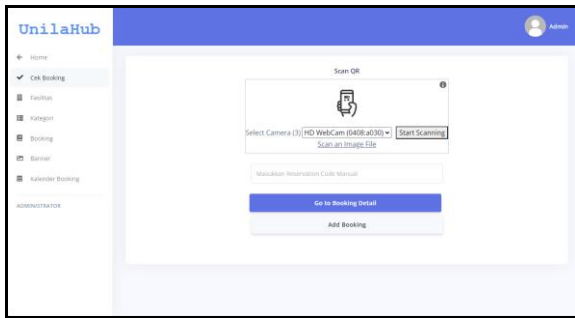 UnilaHub
Admin
Home
Cek Booking
Fasilitas
Kategori
Booking
Banner
Kalender Booking
ADMINISTRATOR
Scan QR
Select Camera (3) HD WebCam (0408:a030) Start Scanning
Scan an Image File
Masukkan Reservation Code Manual
Go to Booking Detail
Add Booking